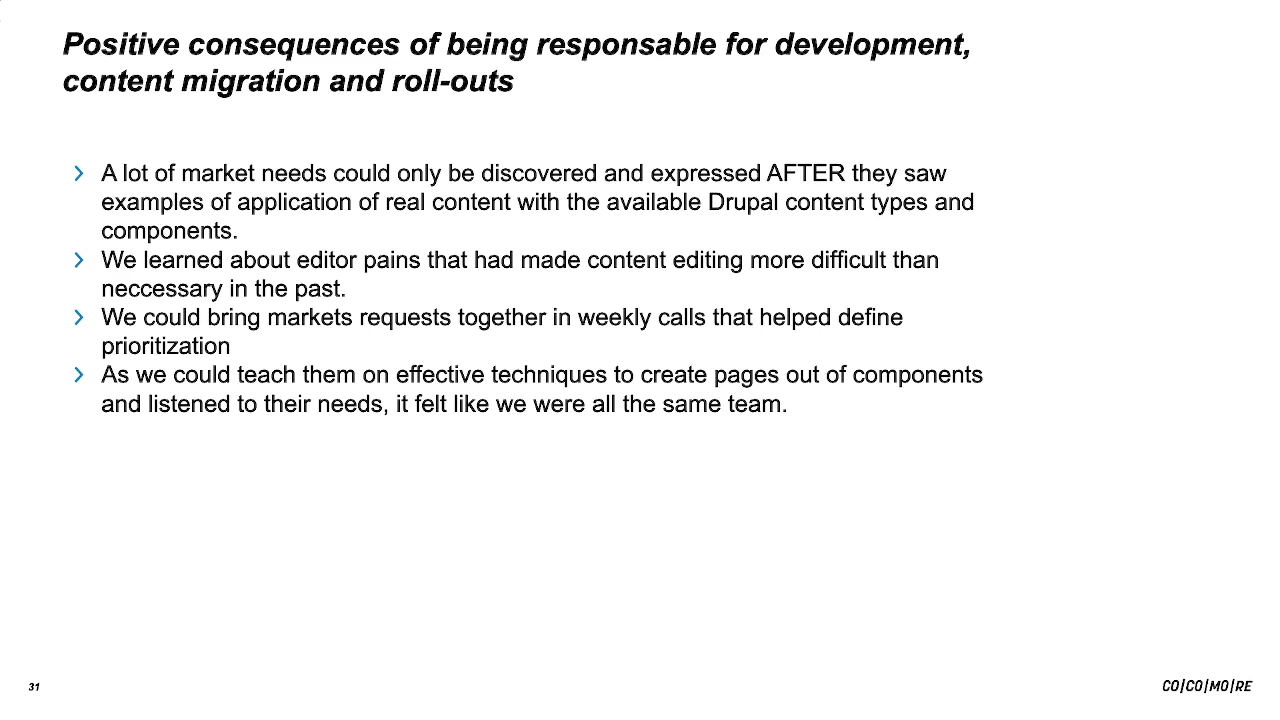 Positive consequences of being responsable for development,
content migration and roll-outs
A lot of market needs could only be discovered and expressed AFTER they saw
examples of application of real content with the available Drupal content types and
components.
We learned about editor pains that had made content editing more difficult than
neccessary in the past.
We could bring markets requests together in weekly calls that helped define
prioritization
As we could teach them on effective techniques to create pages out of components
and listened to their needs, it felt like we were all the same team.
31
CO|CO|MO|RE